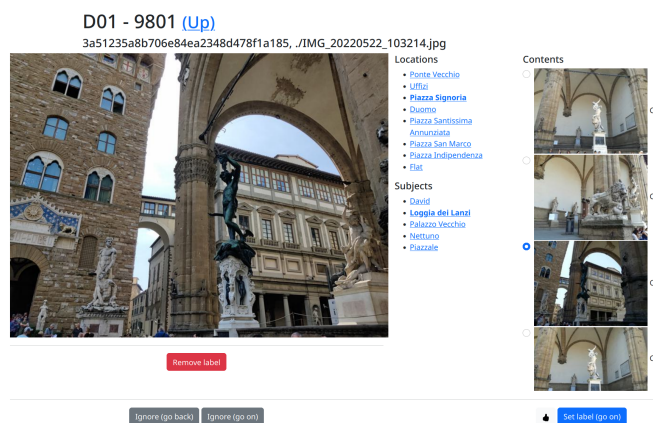 D01 - 9801 (Up)
3a51235a8b706e84ea2348d478f1a185, ./IMG_20220522_103214.jpg
Locations
Ponte Vecchio
Uffizi
Piazza Signoria
Duomo
Piazza Santissima
Annunziata
Piazza San Marco
Piazza Indipendenza
Flat
Subjects
David
Loggia dei Lanzi
Palazzo Vecchio
Nettuno
Piazzale
Contents
Remove label
Ignore (go back)
Ignore (go on)
Set label (go on)